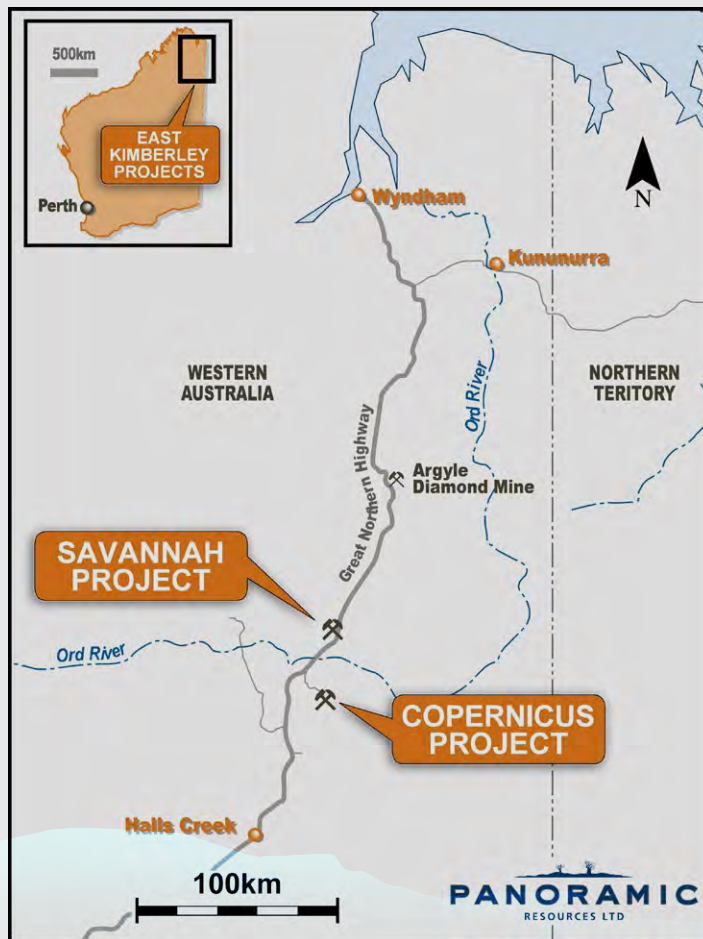 500km
EAST
KIMBERLEY
PROJECTS
Perth
N
Wyndham
Kununurra
WESTERN
AUSTRALIA
NORTHERN
TERITORY
Ord River
Great Northern Highway
Argyle
Diamond Mine
SAVANNAH
PROJECT
Ord River
COPERNICUS
PROJECT
Halls Creek
100km
PANORAMIC
RESOURCES LTD